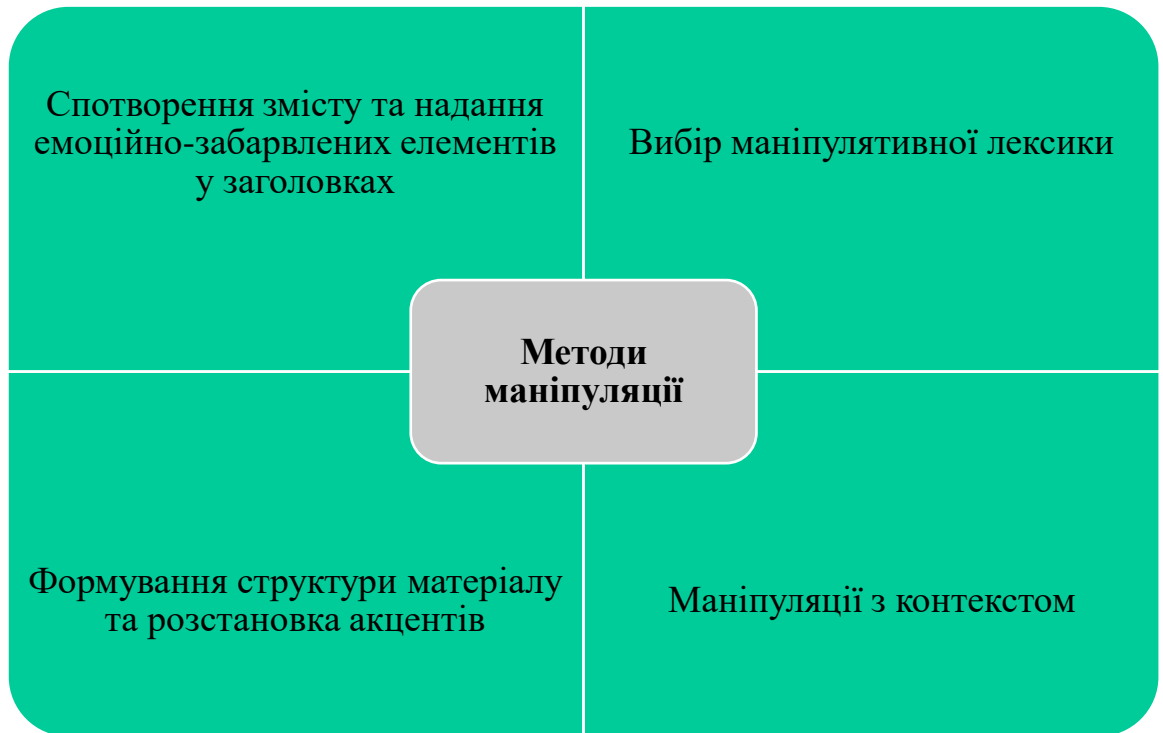 Спотворення змісту та надання
емоційно-забарвлених елементів
у заголовках
Вибір маніпулятивної лексики
Методи
маніпуляції
Формування структури матеріалу
та розстановка акцентів
Маніпуляції з контекстом